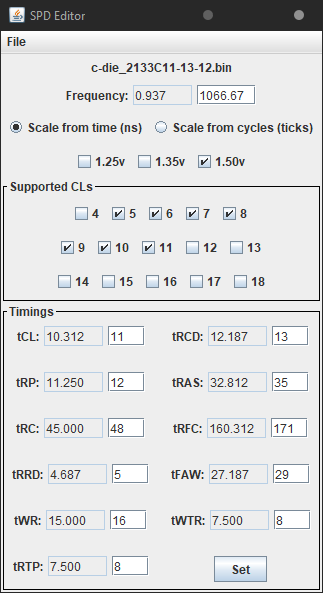 SPD Editor
File
c-die_2133C11-13-12.bin
Frequency: 0.937 1066.67
Scale from time (ns) Scale from cycles (ticks)
1.25v 1.35v 1.50v
Supported CLs
4 5 6 7 8
9 10 11 12 13
14 15 16 17 18
Timings
tCL: 10.312 11 tRCD: 12.187 13
tRP: 11.250 12 tRAS: 32.812 35
tRC: 45.000 48 tRFC: 160.312 171
tRRD: 4.687 5 tFAW: 27.187 29
tWR: 15.000 16 tWTR: 7.500 8
tRTP: 7.500 8 Set